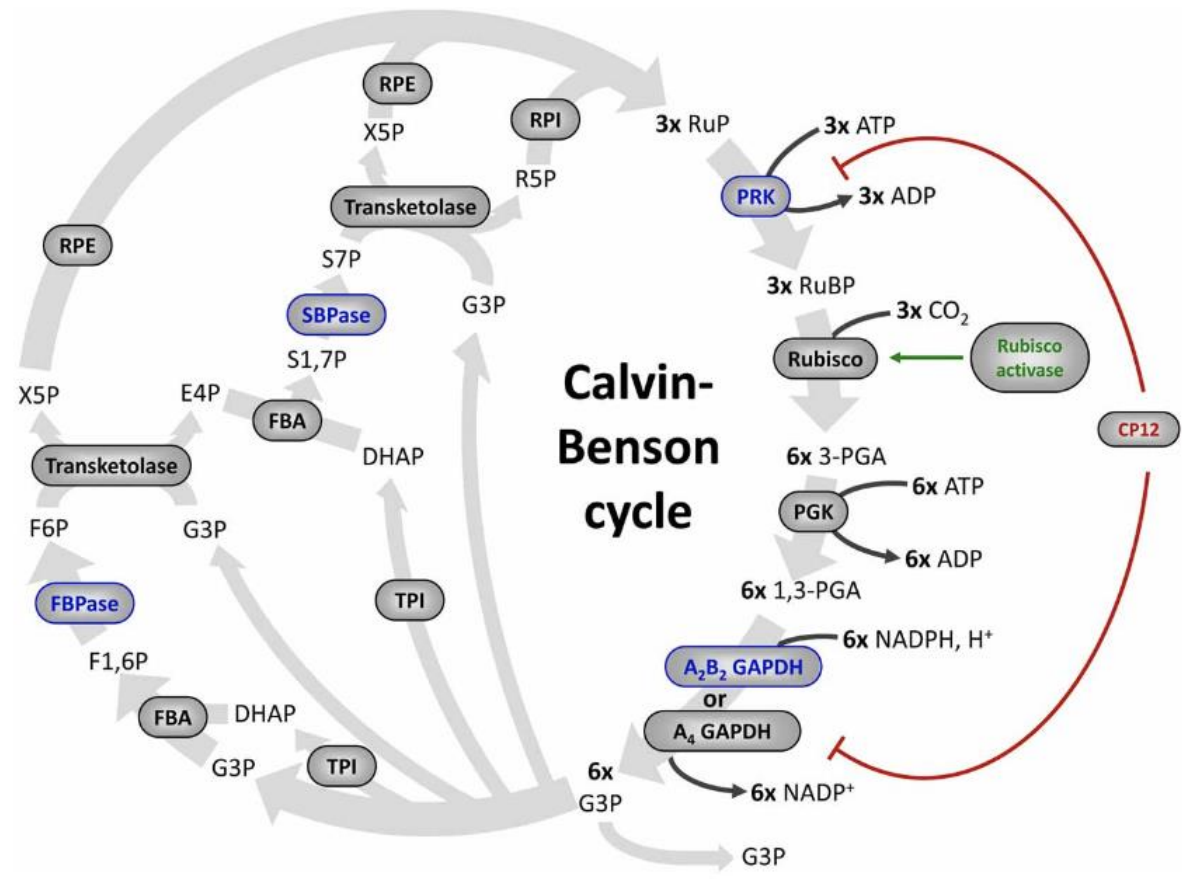 RPE
X5P
RPI
R5P
3x RuP
3x ATP
PRK
3x ADP
Transketolase
RPE
S7P
G3P
SBPase
S1,7P
3x RuBP
3x CO₂
Rubisco
Rubisco
activase
X5P
E4P
FBA
DHAP
Calvin-
Benson
cycle
CP12
Transketolase
F6P
G3P
6x 3-PGA
6x ATP
PGK
6x ADP
FBPase
TPI
6x 1,3-PGA
F1,6P
6x NADPH, H⁺
A₂B₂ GAPDH
or
A₄ GAPDH
FBA
DHAP
G3P
TPI
6x
G3P
6x NADP⁺
G3P